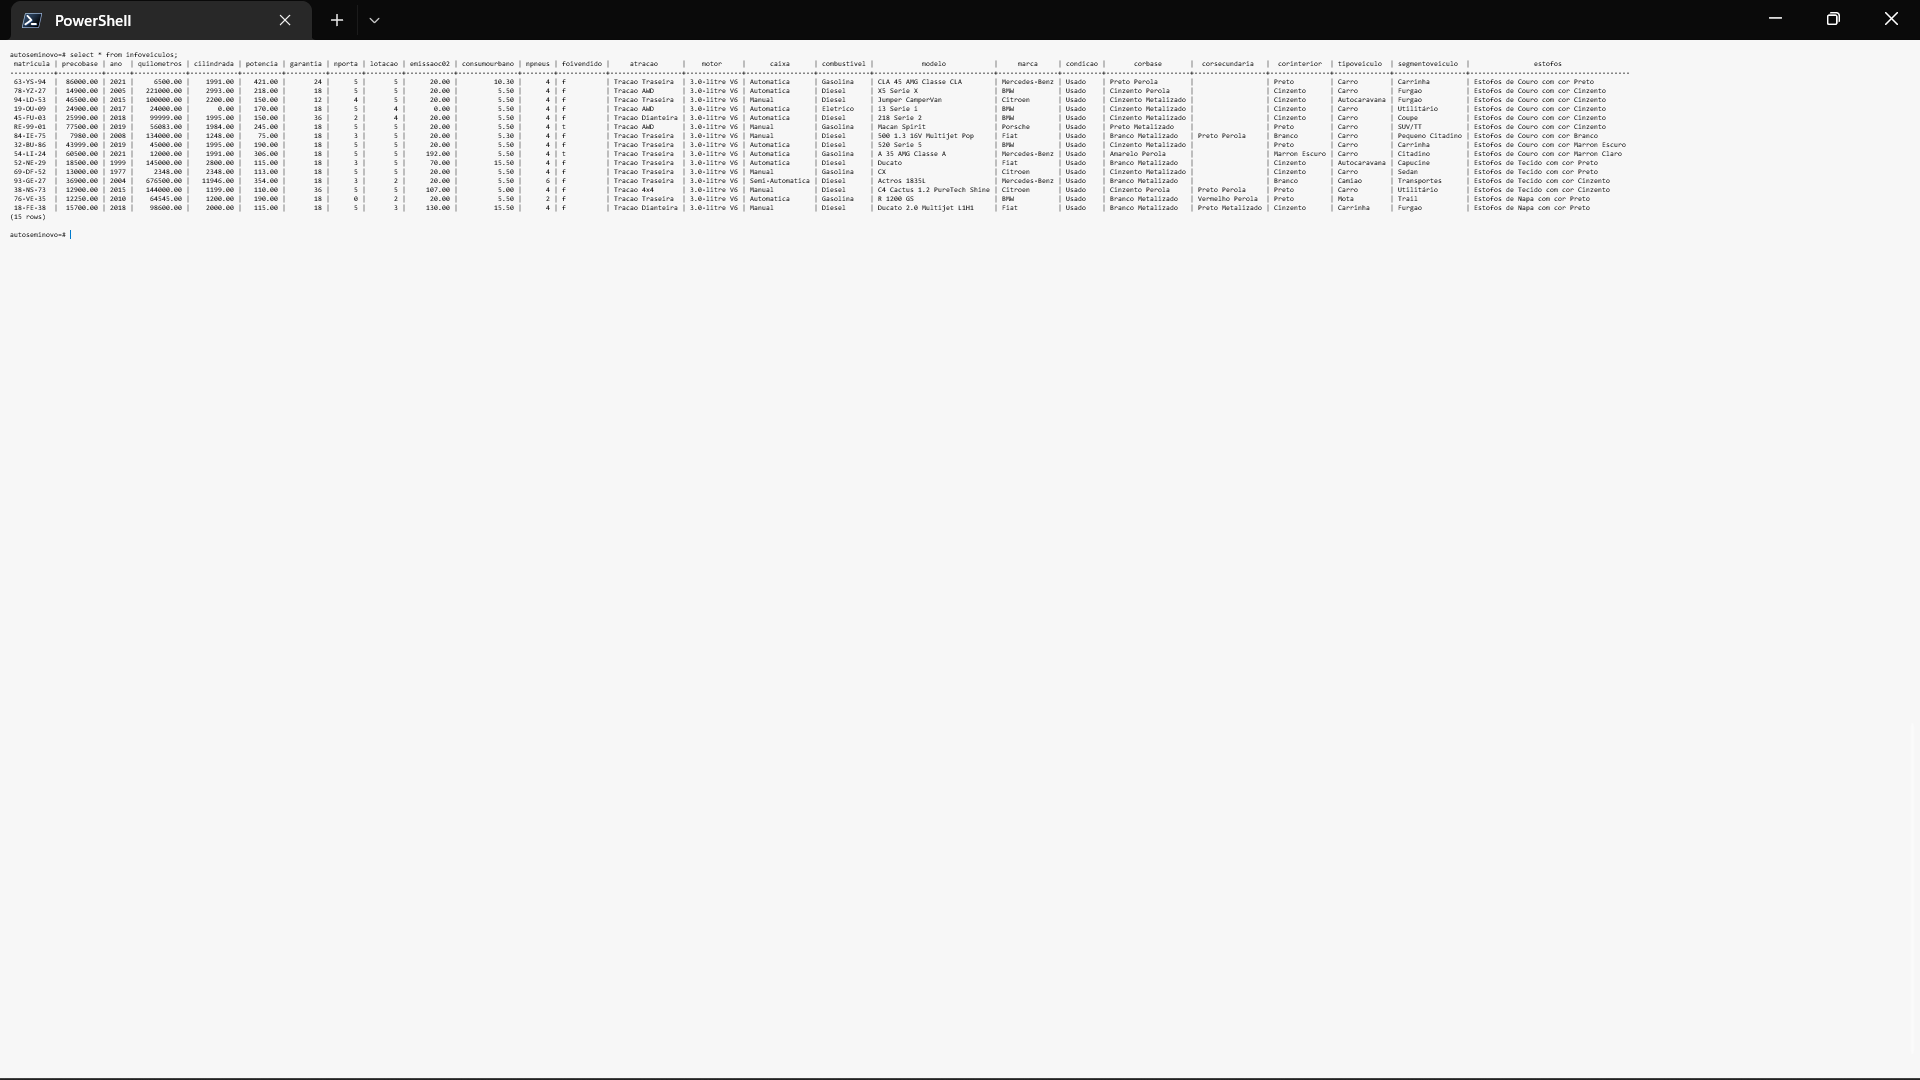 PowerShell
autoseminovo=# select * from infoveiculos;
matricula | precobase | ano | quilometros | cilindrada | potencia | garantia | nporta | lotacao | emissaoc02 | consumourbano | npneus | foivendido | atracao | motor | caixa | combustivel | modelo | marca | condicao | corbase | corsecundaria | corinterior | tipoveiculo | segmentoveiculo | estofos
63-YS-94 | 86000.00 | 2021 | 6500.00 | 1991.00 | 421.00 | 24 | 5 | 5 | 20.00 | 10.30 | 4 | f | Tracao Traseira | 3.0-litre V6 | Automatica | Gasolina | CLA 45 AMG Classe CLA | Mercedes-Benz | Usado | Preto Perola | | Preto | Carro | Carrinha | Estofos de Couro com cor Preto
78-YZ-27 | 14900.00 | 2005 | 221000.00 | 2993.00 | 218.00 | 18 | 5 | 5 | 20.00 | 5.50 | 4 | f | Tracao AWD | 3.0-litre V6 | Automatica | Diesel | X5 Serie X | BMW | Usado | Cinzento Perola | | Cinzento | Carro | Furgao | Estofos de Couro com cor Cinzento
94-LD-53 | 46500.00 | 2015 | 100000.00 | 2200.00 | 150.00 | 12 | 4 | 5 | 20.00 | 5.50 | 4 | f | Tracao Traseira | 3.0-litre V6 | Manual | Diesel | Jumper CamperVan | Citroen | Usado | Cinzento Metalizado | | Cinzento | Autocaravana | Furgao | Estofos de Couro com cor Cinzento
19-OU-09 | 24900.00 | 2017 | 24000.00 | 0.00 | 170.00 | 18 | 5 | 4 | 0.00 | 5.50 | 4 | f | Tracao AWD | 3.0-litre V6 | Automatica | Eletrico | i3 Serie i | BMW | Usado | Cinzento Metalizado | | Cinzento | Carro | Utilitário | Estofos de Couro com cor Cinzento
45-FU-03 | 25990.00 | 2018 | 99999.00 | 1995.00 | 150.00 | 36 | 2 | 4 | 20.00 | 5.50 | 4 | f | Tracao Dianteira | 3.0-litre V6 | Automatica | Diesel | 218 Serie 2 | BMW | Usado | Cinzento Metalizado | | Cinzento | Carro | Coupe | Estofos de Couro com cor Cinzento
RE-99-01 | 77500.00 | 2019 | 56083.00 | 1984.00 | 245.00 | 18 | 5 | 5 | 20.00 | 5.50 | 4 | t | Tracao AWD | 3.0-litre V6 | Manual | Gasolina | Macan Spirit | Porsche | Usado | Preto Metalizado | | Preto | Carro | SUV/TT | Estofos de Couro com cor Cinzento
84-IE-75 | 7980.00 | 2008 | 134000.00 | 1248.00 | 75.00 | 18 | 3 | 5 | 20.00 | 5.30 | 4 | f | Tracao Traseira | 3.0-litre V6 | Manual | Diesel | 500 1.3 16V Multijet Pop | Fiat | Usado | Branco Metalizado | Preto Perola | Branco | Carro | Pequeno Citadino | Estofos de Couro com cor Branco
32-BU-86 | 43999.00 | 2019 | 45000.00 | 1995.00 | 190.00 | 18 | 5 | 5 | 20.00 | 5.50 | 4 | f | Tracao Traseira | 3.0-litre V6 | Automatica | Diesel | 520 Serie 5 | BMW | Usado | Cinzento Metalizado | | Preto | Carro | Carrinha | Estofos de Couro com cor Marron Escuro
54-LI-24 | 60500.00 | 2021 | 12000.00 | 1991.00 | 306.00 | 18 | 5 | 5 | 192.00 | 5.50 | 4 | t | Tracao Traseira | 3.0-litre V6 | Automatica | Gasolina | A 35 AMG Classe A | Mercedes-Benz | Usado | Amarelo Perola | | Marron Escuro | Carro | Citadino | Estofos de Couro com cor Marron Claro
52-NE-29 | 18500.00 | 1999 | 145000.00 | 2800.00 | 115.00 | 18 | 3 | 5 | 70.00 | 15.50 | 4 | f | Tracao Traseira | 3.0-litre V6 | Automatica | Diesel | Ducato | Fiat | Usado | Branco Metalizado | | Cinzento | Autocaravana | Capucine | Estofos de Tecido com cor Preto
69-DF-52 | 13000.00 | 1977 | 2348.00 | 2348.00 | 113.00 | 18 | 5 | 5 | 20.00 | 5.50 | 4 | f | Tracao Traseira | 3.0-litre V6 | Manual | Gasolina | CX | Citroen | Usado | Cinzento Metalizado | | Cinzento | Carro | Sedan | Estofos de Tecido com cor Preto
93-GE-27 | 36900.00 | 2004 | 676500.00 | 11946.00 | 354.00 | 18 | 3 | 2 | 20.00 | 5.50 | 6 | f | Tracao Traseira | 3.0-litre V6 | Semi-Automatica | Diesel | Actros 1835L | Mercedes-Benz | Usado | Branco Metalizado | | Branco | Camiao | Transportes | Estofos de Tecido com cor Cinzento
38-NS-73 | 12900.00 | 2015 | 144000.00 | 1199.00 | 110.00 | 36 | 5 | 5 | 107.00 | 5.00 | 4 | f | Tracao 4x4 | 3.0-litre V6 | Manual | Diesel | C4 Cactus 1.2 PureTech Shine | Citroen | Usado | Cinzento Perola | Preto Perola | Preto | Carro | Utilitário | Estofos de Tecido com cor Cinzento
76-VE-35 | 12250.00 | 2010 | 64545.00 | 1200.00 | 190.00 | 18 | 0 | 2 | 20.00 | 5.50 | 2 | f | Tracao Traseira | 3.0-litre V6 | Automatica | Gasolina | R 1200 GS | BMW | Usado | Branco Metalizado | Vermelho Perola | Preto | Mota | Trail | Estofos de Napa com cor Preto
18-FE-38 | 15700.00 | 2018 | 98600.00 | 2000.00 | 115.00 | 18 | 5 | 3 | 130.00 | 15.50 | 4 | f | Tracao Dianteira | 3.0-litre V6 | Manual | Diesel | Ducato 2.0 Multijet L1H1 | Fiat | Usado | Branco Metalizado | Preto Metalizado | Cinzento | Carrinha | Furgao | Estofos de Napa com cor Preto
(15 rows)
autoseminovo=#